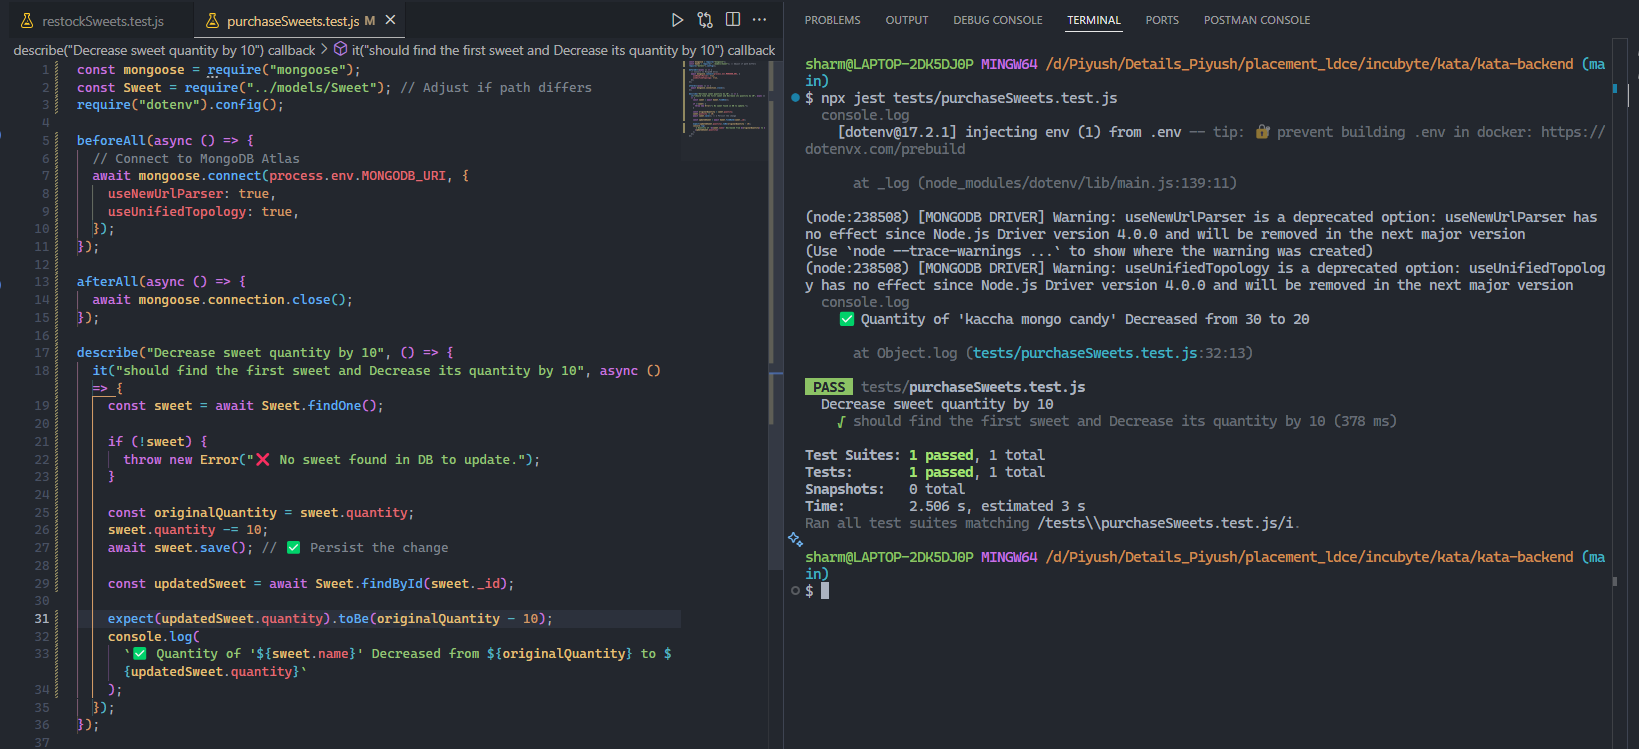 restockSweets.test.js
purchaseSweets.test.js M
describe("Decrease sweet quantity by 10") callback > it("should find the first sweet and Decrease its quantity by 10") callback
1 const mongoose = require("mongoose");
2 const Sweet = require("../models/Sweet"); // Adjust if path differs
3 require("dotenv").config();
4
5 beforeAll(async () => {
6 // Connect to MongoDB Atlas
7 await mongoose.connect(process.env.MONGODB_URI, {
8 useNewUrlParser: true,
9 useUnifiedTopology: true,
10 });
11 });
12
13 afterAll(async () => {
14 await mongoose.connection.close();
15 });
16
17 describe("Decrease sweet quantity by 10", () => {
18 it("should find the first sweet and Decrease its quantity by 10", async ()
=> {
19 const sweet = await Sweet.findOne();
20
21 if (!sweet) {
22 throw new Error("❌ No sweet found in DB to update.");
23 }
24
25 const originalQuantity = sweet.quantity;
26 sweet.quantity -= 10;
27 await sweet.save(); // ✅ Persist the change
28
29 const updatedSweet = await Sweet.findById(sweet._id);
30
31 expect(updatedSweet.quantity).toBe(originalQuantity - 10);
32 console.log(
33 `✅ Quantity of '${sweet.name}' Decreased from ${originalQuantity} to $
{updatedSweet.quantity}`
34 );
35 });
36 });
37
PROBLEMS OUTPUT DEBUG CONSOLE TERMINAL PORTS POSTMAN CONSOLE
sharm@LAPTOP-2DK5DJ0P MINGW64 /d/Piyush/Details_Piyush/placement_ldce/incubyte/kata/kata-backend (ma
in)
$ npx jest tests/purchaseSweets.test.js
console.log
[dotenv@17.2.1] injecting env (1) from .env -- tip: 🔐 prevent building .env in docker: https://
dotenvx.com/prebuild
at _log (node_modules/dotenv/lib/main.js:139:11)
(node:238508) [MONGODB DRIVER] Warning: useNewUrlParser is a deprecated option: useNewUrlParser has
no effect since Node.js Driver version 4.0.0 and will be removed in the next major version
(Use `node --trace-warnings ...` to show where the warning was created)
(node:238508) [MONGODB DRIVER] Warning: useUnifiedTopology is a deprecated option: useUnifiedTopolog
y has no effect since Node.js Driver version 4.0.0 and will be removed in the next major version
console.log
✅ Quantity of 'kaccha mongo candy' Decreased from 30 to 20
at Object.log (tests/purchaseSweets.test.js:32:13)
PASS tests/purchaseSweets.test.js
Decrease sweet quantity by 10
√ should find the first sweet and Decrease its quantity by 10 (378 ms)
Test Suites: 1 passed, 1 total
Tests: 1 passed, 1 total
Snapshots: 0 total
Time: 2.506 s, estimated 3 s
Ran all test suites matching /tests\\purchaseSweets.test.js/i.
sharm@LAPTOP-2DK5DJ0P MINGW64 /d/Piyush/Details_Piyush/placement_ldce/incubyte/kata/kata-backend (ma
in)
$